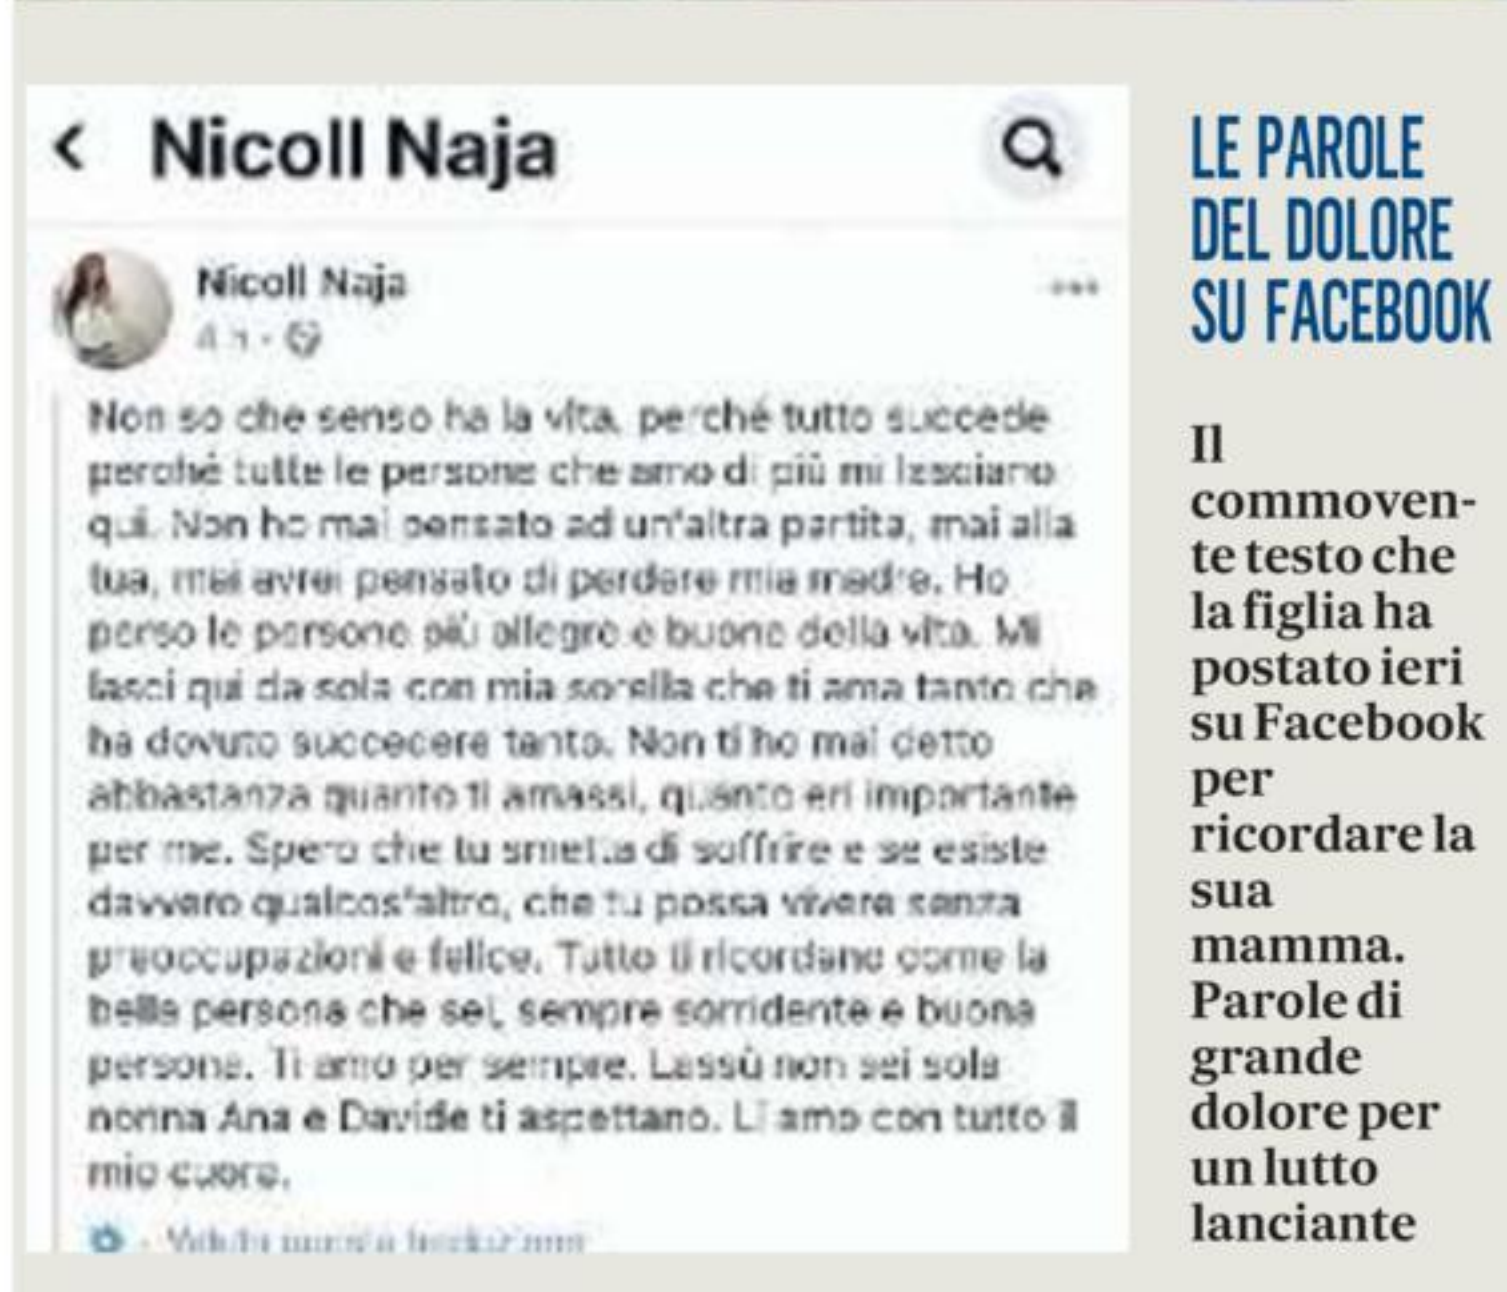 Nicoll Naja
Nicoll Naja
Non so che senso ha la vita, perché tutto succede
perché tutte le persone che amo di più mi lasciano
qui. Non ho mai pensato ad un'altra partita, mai alla
tua, mai avrei pensato di perdere mia madre. Ho
perso le persone più allegre e buone della vita. Mi
lasci qui da sola con mia sorella che ti ama tanto che
ha dovuto succedere tanto. Non ti ho mai detto
abbastanza quanto ti amassi, quanto eri importante
per me. Spero che tu smetta di soffrire e se esiste
davvero qualcos'altro, che tu possa vivere senza
preoccupazioni e felice. Tutto ti ricordano come la
bella persona che sei, sempre sorridente e buona
persona. Ti amo per sempre. Lassù non sei sola
nonna Ana e Davide ti aspettano. Li amo con tutto il
mio cuore.
LE PAROLE
DEL DOLORE
SU FACEBOOK
Il
commoven-
te testo che
la figlia ha
postato ieri
su Facebook
per
ricordare la
sua
mamma.
Parole di
grande
dolore per
un lutto
lanciante